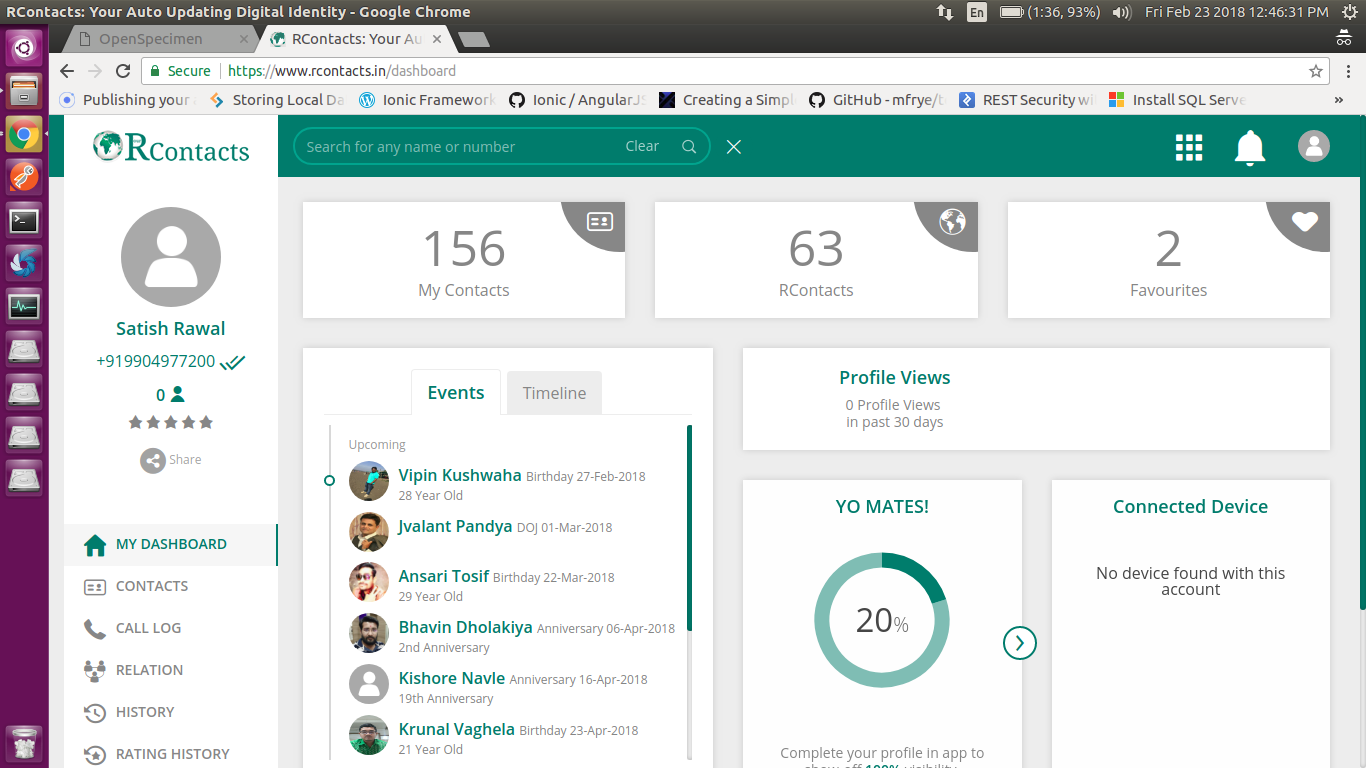 RContacts: Your Auto Updating Digital Identity - Google Chrome
En
(1:36, 93%)
Fri Feb 23 2018 12:46:31 PM
OpenSpecimen
RContacts: Your Au
Secure
https://www.rcontacts.in/dashboard
Publishing your
Storing Local Da
Ionic Framework
Ionic / AngularJS
Creating a Simpl
GitHub - mfrye/t
REST Security wi
Install SQL Serve
»
RContacts
Search for any name or number
Clear
Satish Rawal
+919904977200
0
Share
MY DASHBOARD
CONTACTS
CALL LOG
RELATION
HISTORY
RATING HISTORY
156
My Contacts
63
RContacts
2
Favourites
Events
Timeline
Upcoming
Vipin Kushwaha Birthday 27-Feb-2018
28 Year Old
Jvalant Pandya DOJ 01-Mar-2018
Ansari Tosif Birthday 22-Mar-2018
29 Year Old
Bhavin Dholakiya Anniversary 06-Apr-2018
2nd Anniversary
Kishore Navle Anniversary 16-Apr-2018
19th Anniversary
Krunal Vaghela Birthday 23-Apr-2018
21 Year Old
Profile Views
0 Profile Views
in past 30 days
YO MATES!
20%
Complete your profile in app to
show off 100% visibility
Connected Device
No device found with this
account